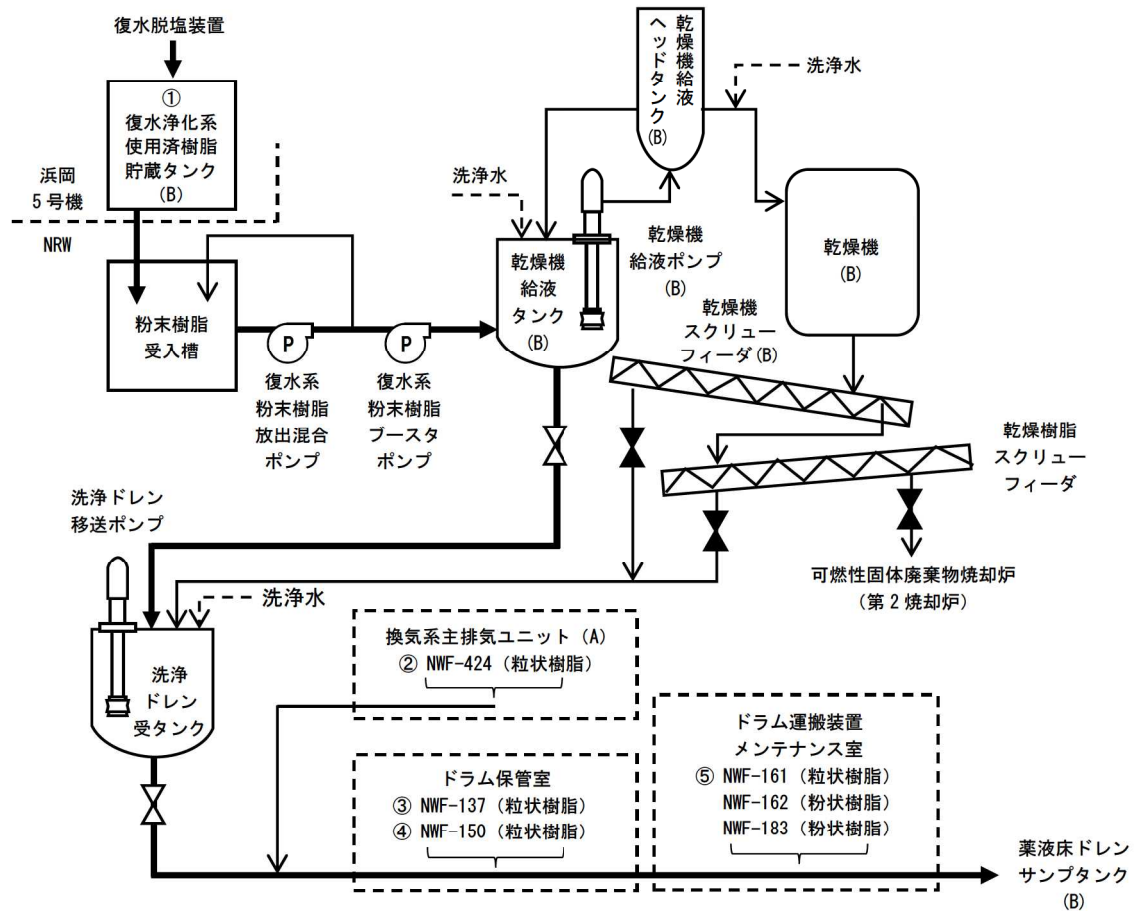 復水脱塩装置
①
復水浄化系
使用済樹脂
貯蔵タンク
(B)
浜岡
5号機
NRW
粉末樹脂
受入槽
P
復水系
粉末樹脂
放出混合
ポンプ
P
復水系
粉末樹脂
ブースタ
ポンプ
洗浄水
乾燥機
給液
タンク
(B)
乾燥機給液
ヘッドタンク
(B)
洗浄水
乾燥機
給液ポンプ
(B)
乾燥機
(B)
乾燥機
スクリュー
フィーダ(B)
乾燥樹脂
スクリュー
フィーダ
可燃性固体廃棄物焼却炉
(第2焼却炉)
洗浄ドレン
移送ポンプ
洗浄水
洗浄
ドレン
受タンク
換気系主排気ユニット(A)
② NWF-424(粒状樹脂)
ドラム保管室
③ NWF-137(粒状樹脂)
④ NWF-150(粒状樹脂)
ドラム運搬装置
メンテナンス室
⑤ NWF-161(粒状樹脂)
NWF-162(粉状樹脂)
NWF-183(粉状樹脂)
薬液床ドレン
サンプタンク
(B)